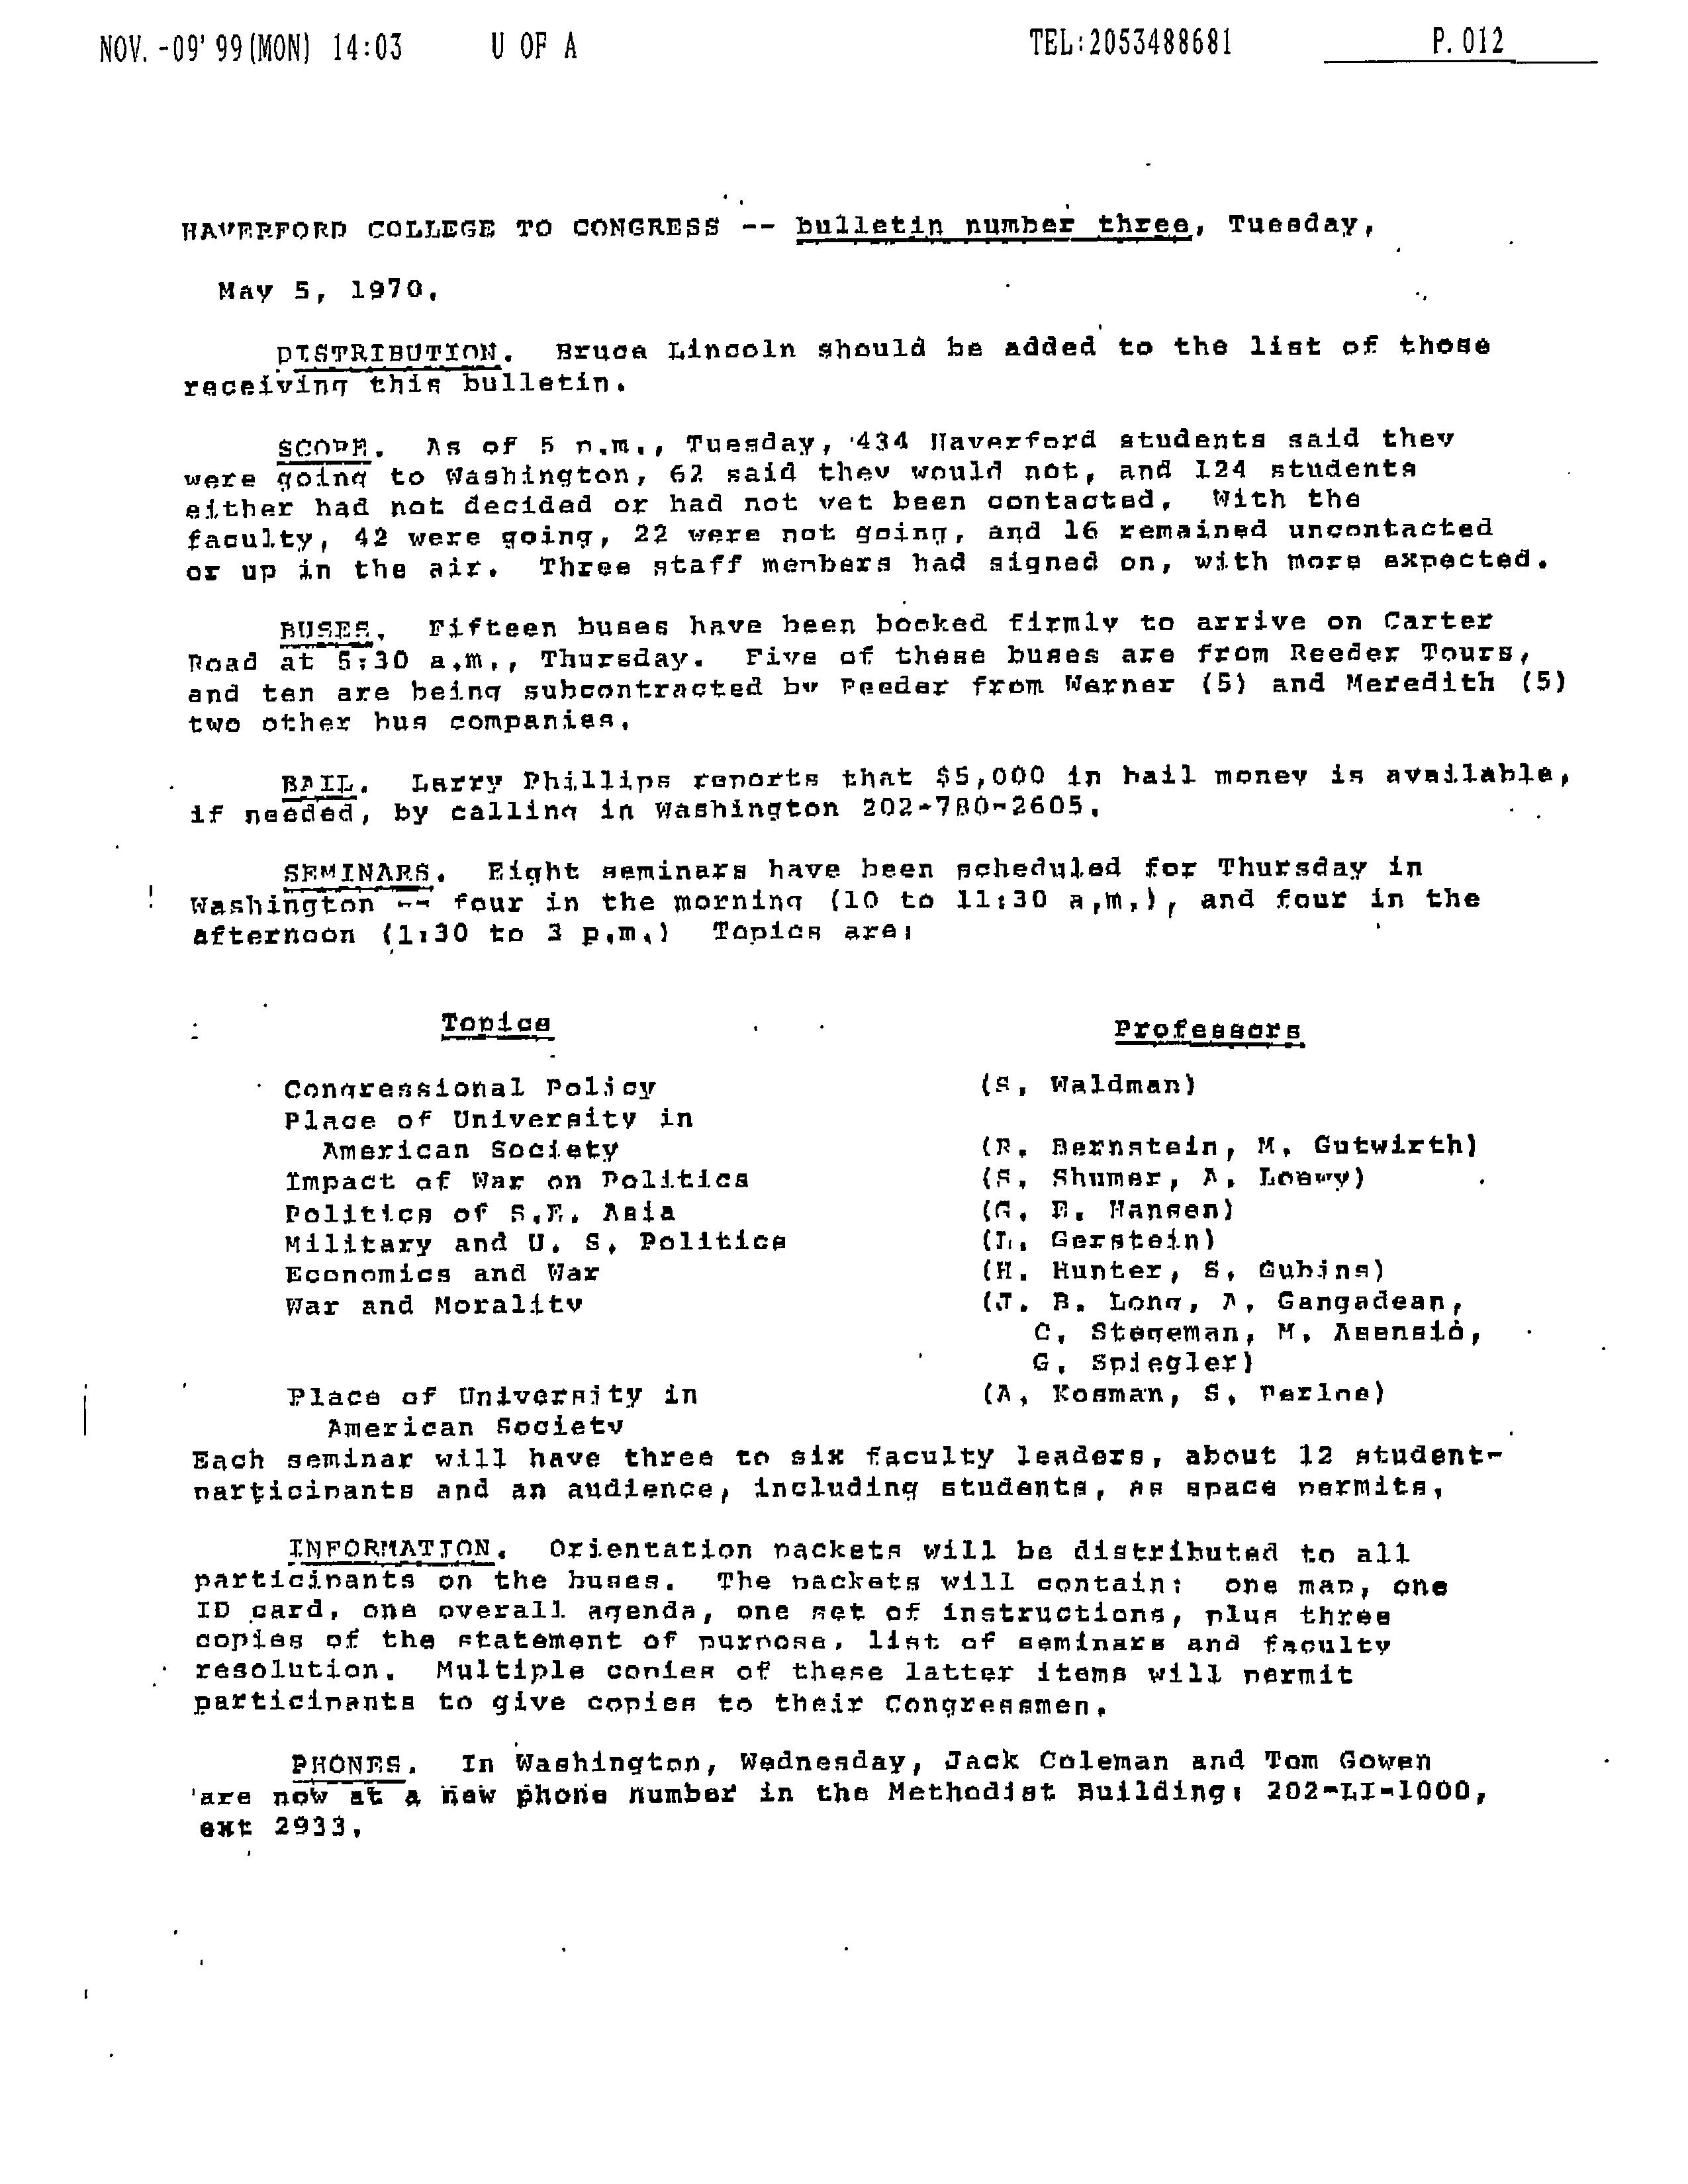 NOV. -09' 99 (MON) 14:03 U OF A TEL:2053488681 P. 012
HAVERFORD COLLEGE TO CONGRESS -- bulletin number three, Tuesday,
May 5, 1970.
DISTRIBUTION. Bruce Lincoln should be added to the list of those
receiving this bulletin.
SCOPE. As of 5 p.m., Tuesday, 434 Haverford students said they
were going to Washington, 62 said they would not, and 124 students
either had not decided or had not yet been contacted. With the
faculty, 42 were going, 22 were not going, and 16 remained uncontacted
or up in the air. Three staff members had signed on, with more expected.
BUSES. Fifteen buses have been booked firmly to arrive on Carter
Road at 5:30 a.m., Thursday. Five of these buses are from Reeder Tours,
and ten are being subcontracted by Reeder from Werner (5) and Meredith (5)
two other bus companies.
BAIL. Larry Phillips reports that $5,000 in bail money is available,
if needed, by calling in Washington 202-780-2605.
SEMINARS. Eight seminars have been scheduled for Thursday in
Washington -- four in the morning (10 to 11:30 a.m.), and four in the
afternoon (1:30 to 3 p.m.) Topics are:
Topics Professors
Congressional Policy (S. Waldman)
Place of University in
American Society (R. Bernstein, M. Gutwirth)
Impact of War on Politics (S. Shumer, A. Loewy)
Politics of S.E. Asia (G. E. Hansen)
Military and U. S. Politics (L. Gerstein)
Economics and War (H. Hunter, S. Gubins)
War and Morality (J. B. Long, A. Gangadean,
C. Stegeman, M. Asensio,
G. Spiegler)
Place of University in (A. Kosman, S. Perloe)
American Society
Each seminar will have three to six faculty leaders, about 12 student-
participants and an audience, including students, as space permits.
INFORMATION. Orientation packets will be distributed to all
participants on the buses. The packets will contain: one map, one
ID card, one overall agenda, one set of instructions, plus three
copies of the statement of purpose, list of seminars and faculty
resolution. Multiple copies of these latter items will permit
participants to give copies to their Congressmen.
PHONES. In Washington, Wednesday, Jack Coleman and Tom Gowen
are now at a new phone number in the Methodist Building: 202-LI-1000,
ext 2933.